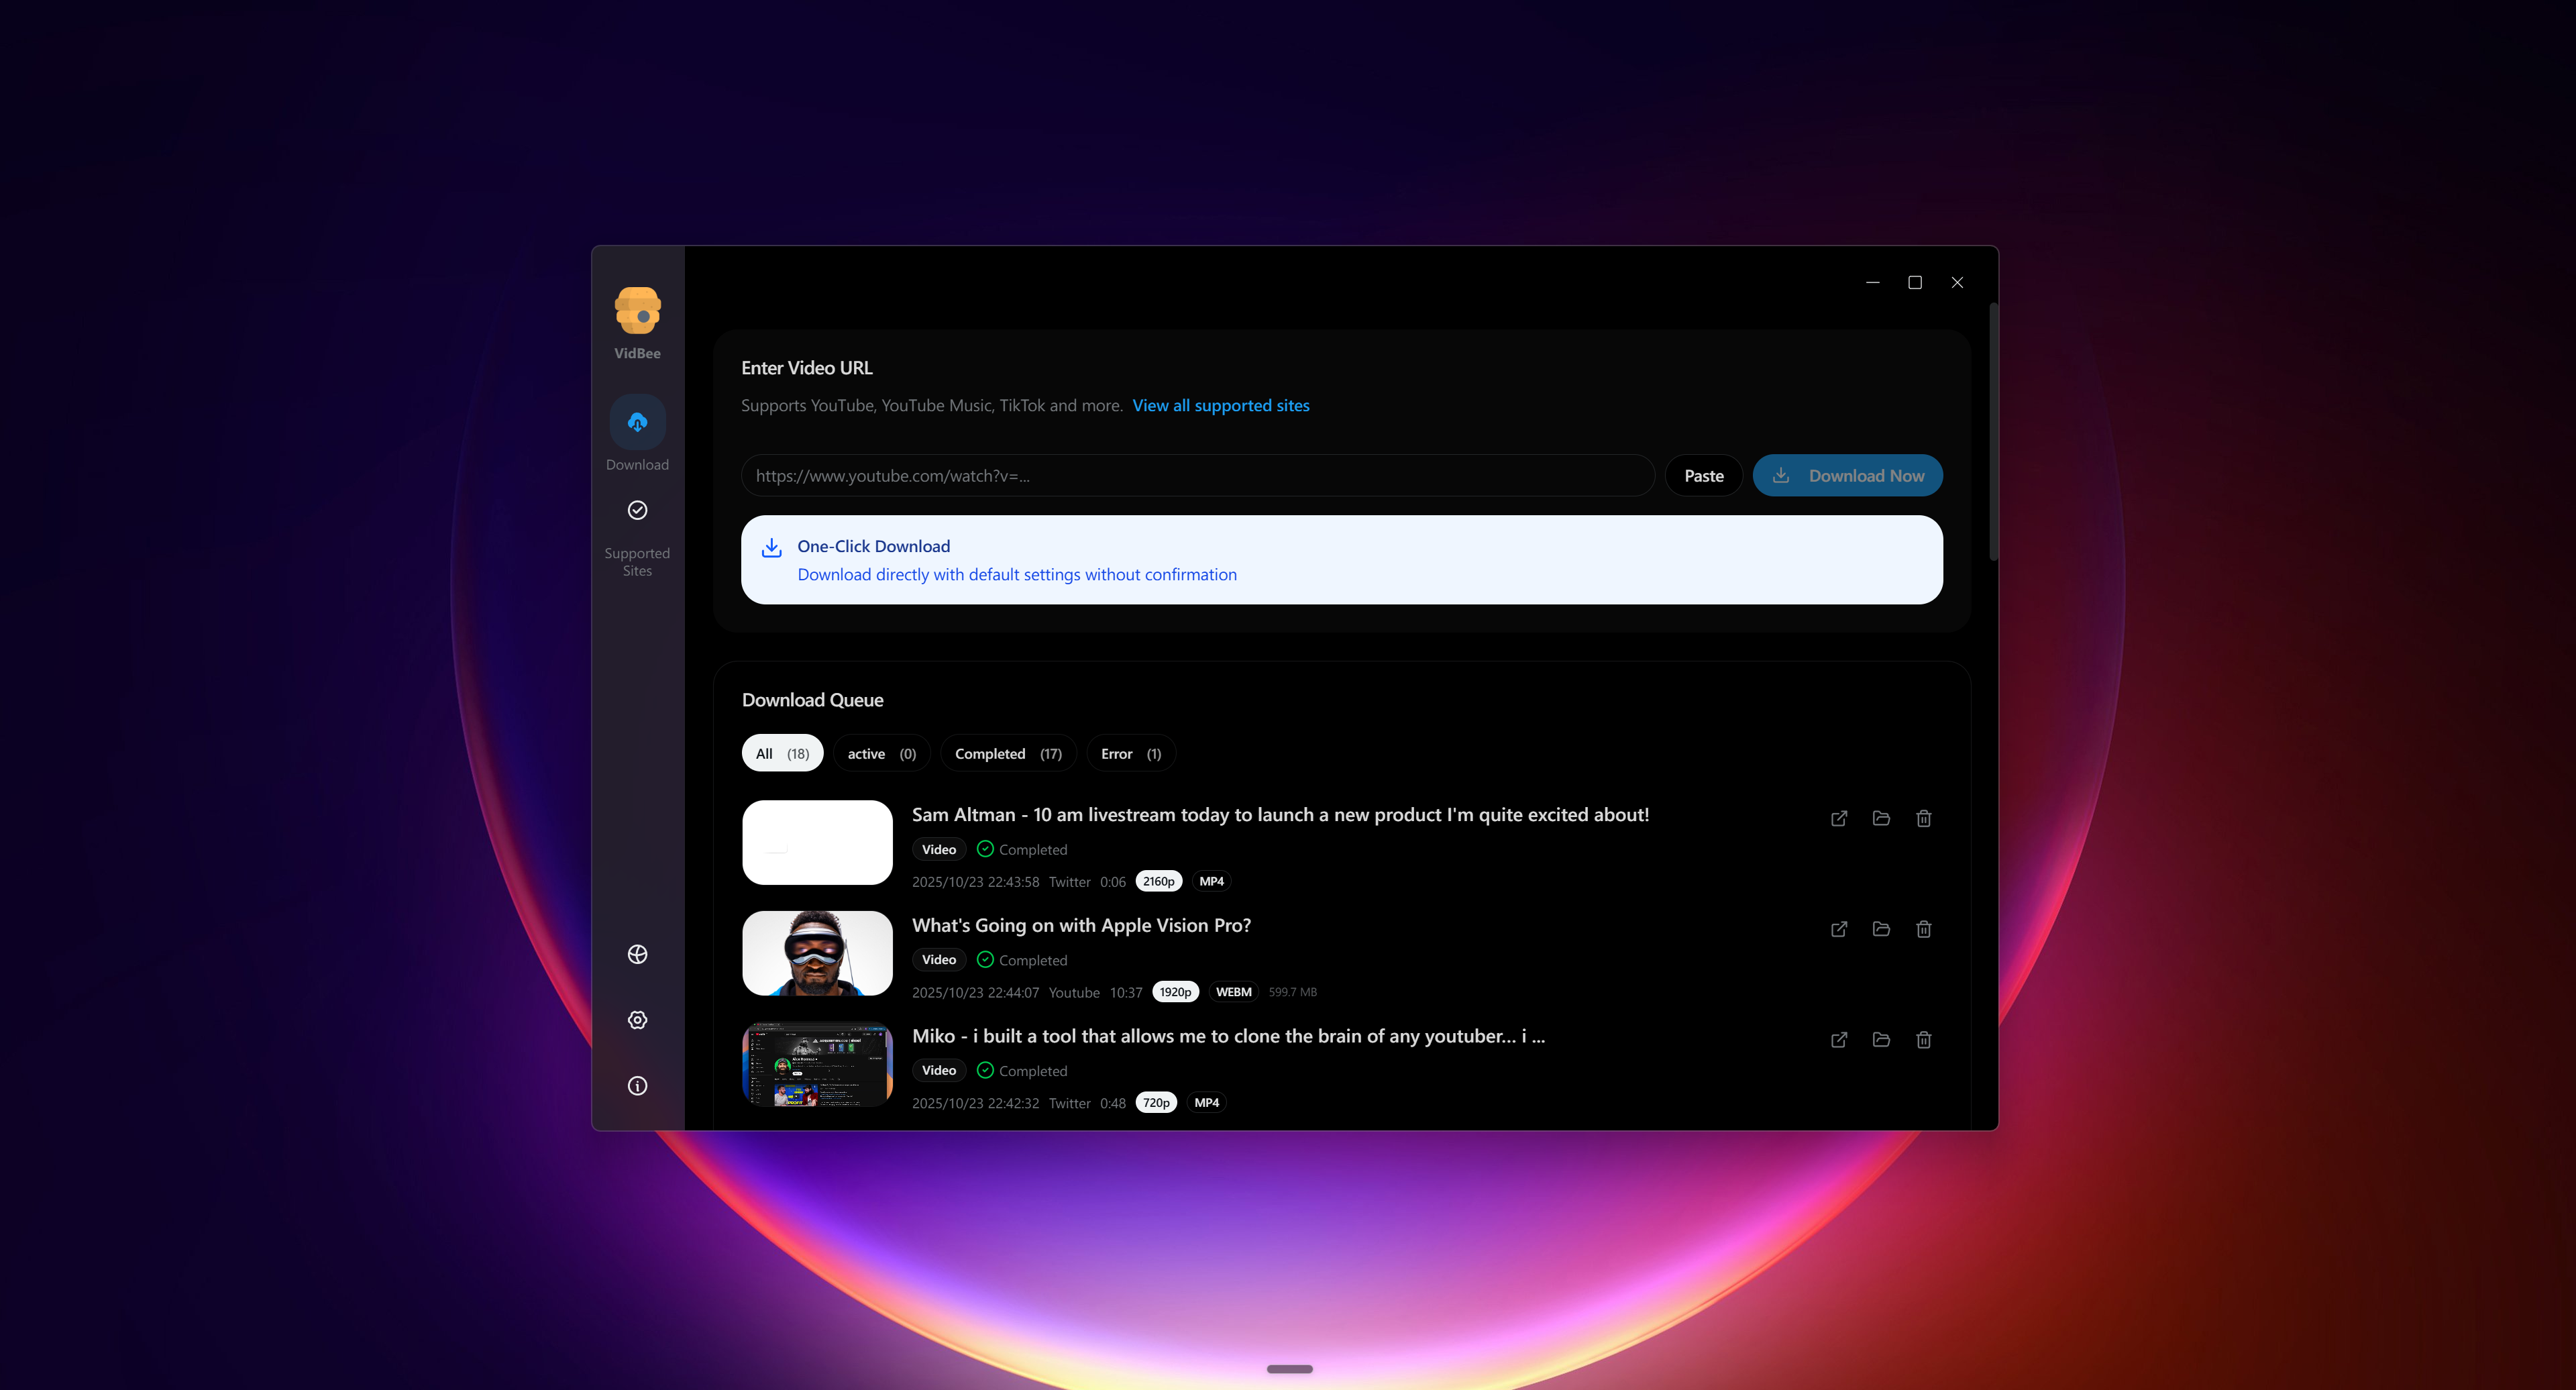 VidBee
Download
Supported
Sites
Enter Video URL
Supports YouTube, YouTube Music, TikTok and more. View all supported sites
https://www.youtube.com/watch?v=...
Paste
Download Now
One-Click Download
Download directly with default settings without confirmation
Download Queue
All (18) active (0) Completed (17) Error (1)
Sam Altman - 10 am livestream today to launch a new product I'm quite excited about!
Video Completed
2025/10/23 22:43:58 Twitter 0:06 2160p MP4
What's Going on with Apple Vision Pro?
Video Completed
2025/10/23 22:44:07 Youtube 10:37 1920p WEBM 599.7 MB
Miko - i built a tool that allows me to clone the brain of any youtuber... i ...
Video Completed
2025/10/23 22:42:32 Twitter 0:48 720p MP4